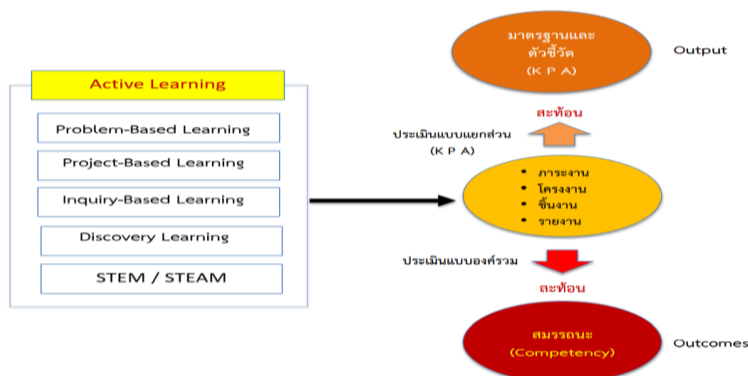 Active Learning
Problem-Based Learning
Project-Based Learning
Inquiry-Based Learning
Discovery Learning
STEM / STEAM
มาตรฐานและ
ตัวชี้วัด
(K P A)
Output
สะท้อน
ประเมินแบบแยกส่วน
(K P A)
• ภาระงาน
• โครงงาน
• ชิ้นงาน
• รายงาน
ประเมินแบบองค์รวม
สะท้อน
สมรรถนะ
(Competency)
Outcomes